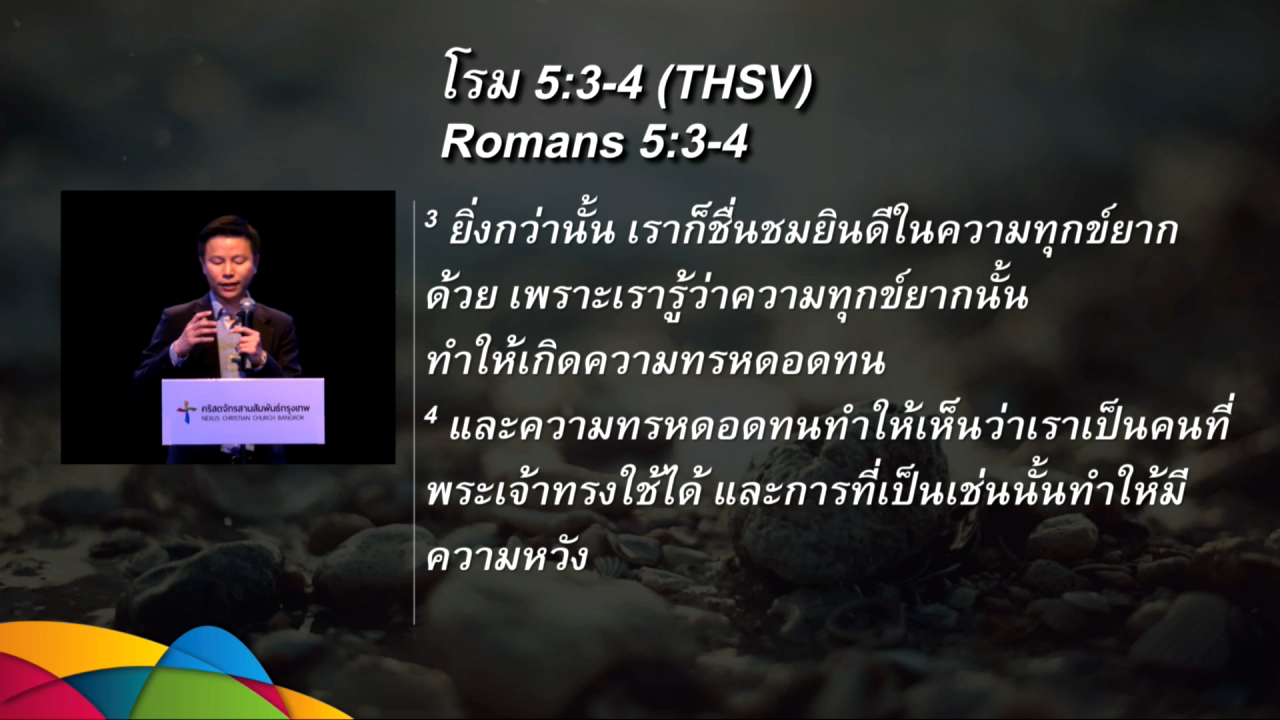 โรม 5:3-4 (THSV)
Romans 5:3-4
3 ยิ่งกว่านั้น เราก็ชื่นชมยินดีในความทุกข์ยาก
ด้วย เพราะเรารู้ว่าความทุกข์ยากนั้น
ทำให้เกิดความทรหดอดทน
4 และความทรหดอดทนทำให้เห็นว่าเราเป็นคนที่
พระเจ้าทรงใช้ได้ และการที่เป็นเช่นนั้นทำให้มี
ความหวัง
คริสตจักรสานสัมพันธ์กรุงเทพ
NEXUS CHRISTIAN CHURCH BANGKOK